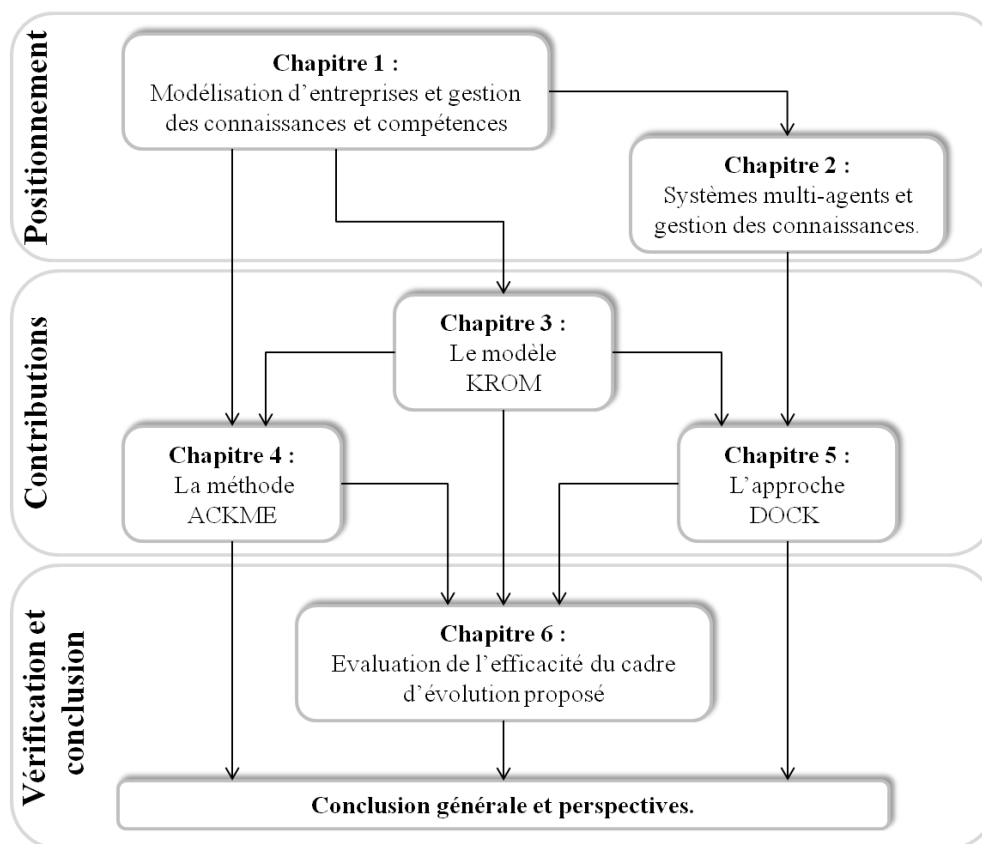 Positionnement
Chapitre 1 :
Modélisation d’entreprises et gestion
des connaissances et compétences
Chapitre 2 :
Systèmes multi-agents et
gestion des connaissances.
Contributions
Chapitre 3 :
Le modèle
KROM
Chapitre 4 :
La méthode
ACKME
Chapitre 5 :
L’approche
DOCK
Vérification et
conclusion
Chapitre 6 :
Evaluation de l’efficacité du cadre
d’évolution proposé
Conclusion générale et perspectives.